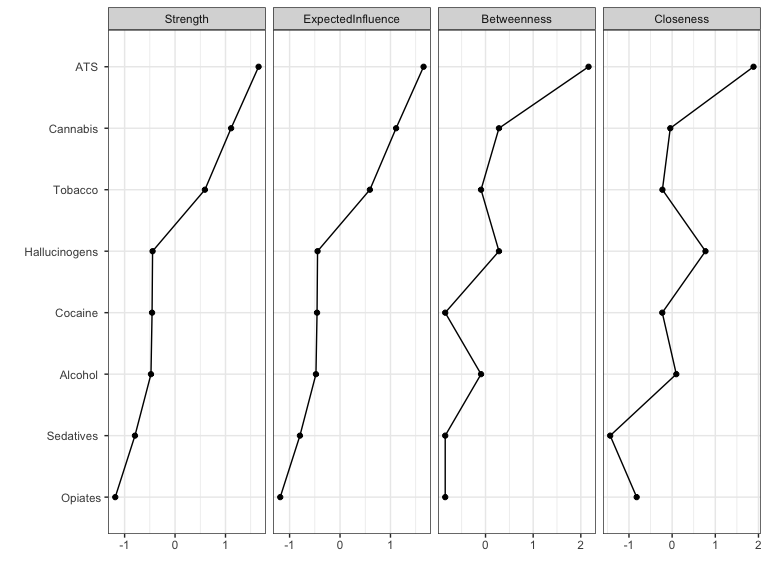 Strength ExpectedInfluence Betweenness Closeness
ATS
Cannabis
Tobacco
Hallucinogens
Cocaine
Alcohol
Sedatives
Opiates
-1 0 1 -1 0 1 0 1 2 -1 0 1 2